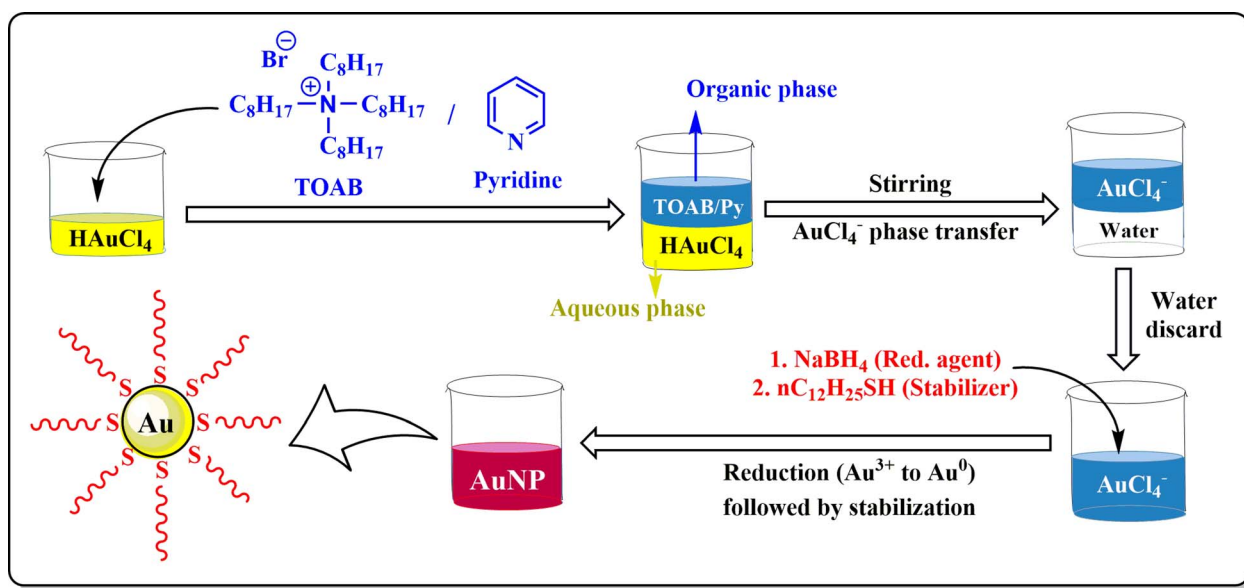 Br⊖
C₈H₁₇
⊕
C₈H₁₇—N—C₈H₁₇
C₈H₁₇
TOAB
/
N
Pyridine
HAuCl₄
Organic phase
TOAB/Py
HAuCl₄
Aqueous phase
Stirring
AuCl₄⁻ phase transfer
AuCl₄⁻
Water
Water
discard
1. NaBH₄ (Red. agent)
2. nC₁₂H₂₅SH (Stabilizer)
AuCl₄⁻
Reduction (Au³⁺ to Au⁰)
followed by stabilization
AuNP
S
S
S
S
Au
S
S
S
S